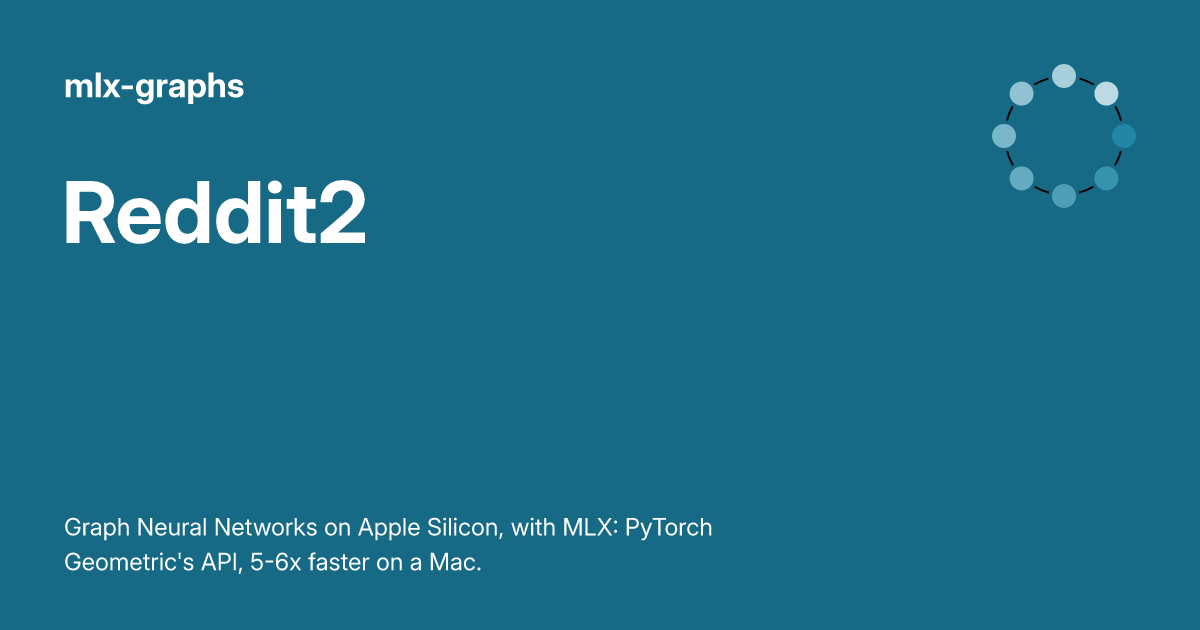 mlx-graphs
Reddit2
Graph Neural Networks on Apple Silicon, with MLX: PyTorch
Geometric's API, 5-6x faster on a Mac.